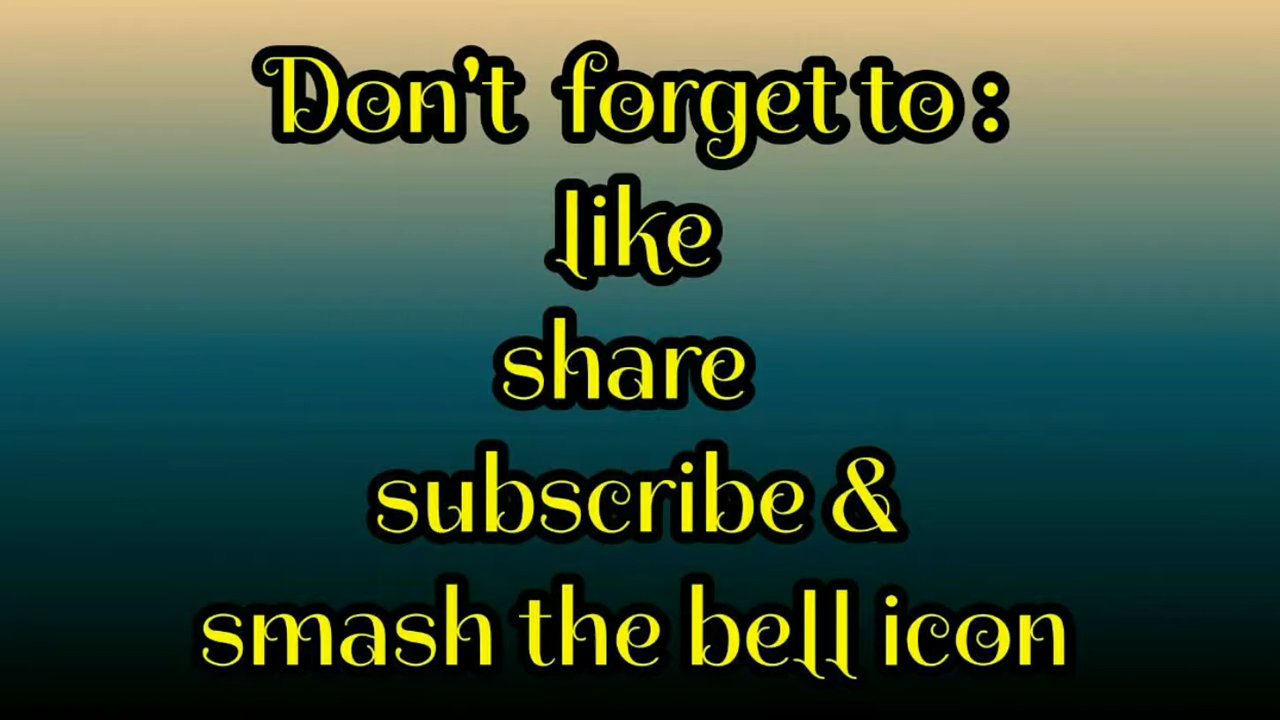 Don't forget to :
like
share
subscribe &
smash the bell icon